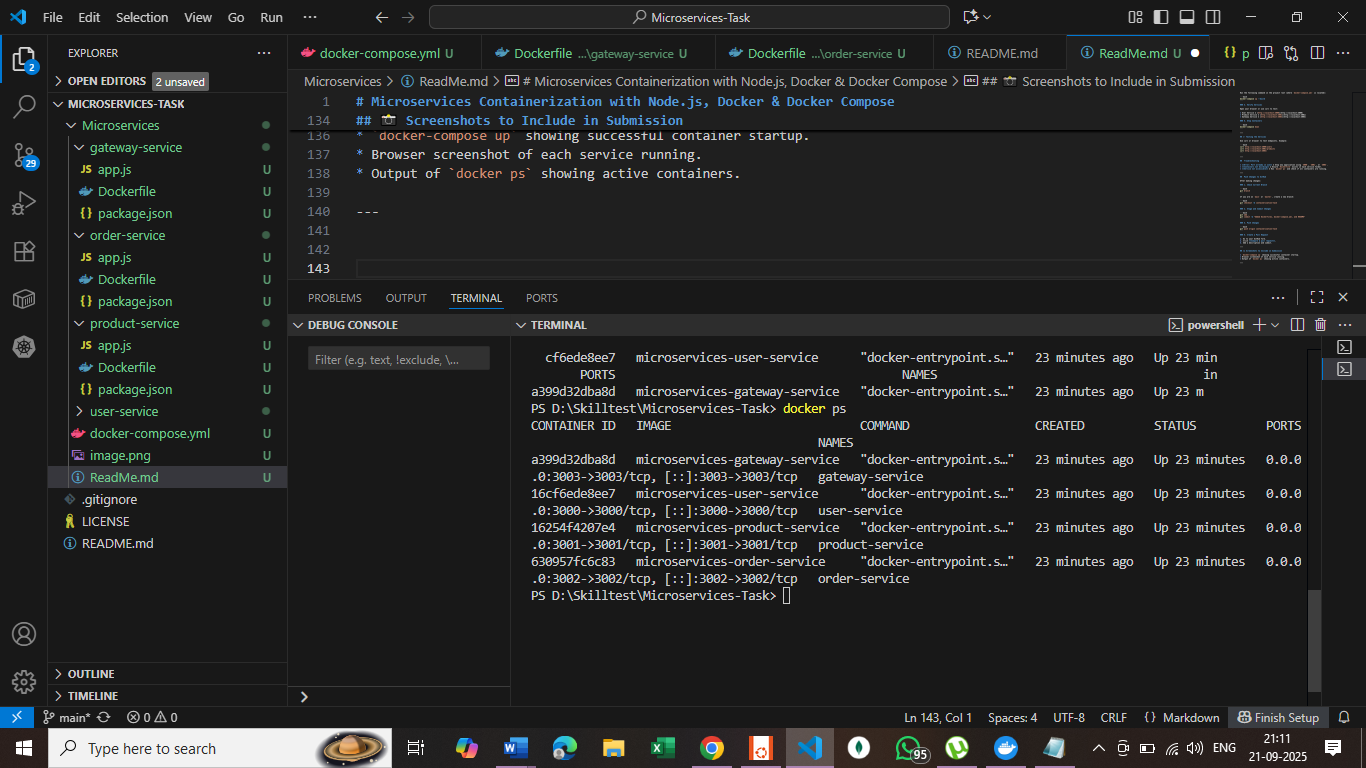 File Edit Selection View Go Run ··· Microservices-Task
EXPLORER ···
OPEN EDITORS 2 unsaved
MICROSERVICES-TASK
Microservices
gateway-service
JS app.js U
Dockerfile U
{} package.json U
order-service
JS app.js U
Dockerfile U
{} package.json U
product-service
JS app.js U
Dockerfile U
{} package.json U
user-service
docker-compose.yml U
image.png U
ReadMe.md U
.gitignore
LICENSE
README.md
OUTLINE
TIMELINE
2
29
docker-compose.yml U Dockerfile ...\gateway-service U Dockerfile ...\order-service U README.md ReadMe.md U ● {} p
Microservices > ReadMe.md > # Microservices Containerization with Node.js, Docker & Docker Compose > ## Screenshots to Include in Submission
1 # Microservices Containerization with Node.js, Docker & Docker Compose
134 ## Screenshots to Include in Submission
136 * `docker-compose up` showing successful container startup.
137 * Browser screenshot of each service running.
138 * Output of `docker ps` showing active containers.
139
140 ---
141
142
143
PROBLEMS OUTPUT TERMINAL PORTS
DEBUG CONSOLE
Filter (e.g. text, !exclude, \...
TERMINAL powershell
cf6ede8ee7 microservices-user-service "docker-entrypoint.s…" 23 minutes ago Up 23 min
PORTS NAMES in
a399d32dba8d microservices-gateway-service "docker-entrypoint.s…" 23 minutes ago Up 23 m
PS D:\Skilltest\Microservices-Task> docker ps
CONTAINER ID IMAGE COMMAND CREATED STATUS PORTS
NAMES
a399d32dba8d microservices-gateway-service "docker-entrypoint.s…" 23 minutes ago Up 23 minutes 0.0.0
.0:3003->3003/tcp, [::]:3003->3003/tcp gateway-service
16cf6ede8ee7 microservices-user-service "docker-entrypoint.s…" 23 minutes ago Up 23 minutes 0.0.0
.0:3000->3000/tcp, [::]:3000->3000/tcp user-service
16254f4207e4 microservices-product-service "docker-entrypoint.s…" 23 minutes ago Up 23 minutes 0.0.0
.0:3001->3001/tcp, [::]:3001->3001/tcp product-service
630957fc6c83 microservices-order-service "docker-entrypoint.s…" 23 minutes ago Up 23 minutes 0.0.0
.0:3002->3002/tcp, [::]:3002->3002/tcp order-service
PS D:\Skilltest\Microservices-Task>
main* 0 0 Ln 143, Col 1 Spaces: 4 UTF-8 CRLF {} Markdown Finish Setup
Type here to search 95 ENG 21:11
21-09-2025